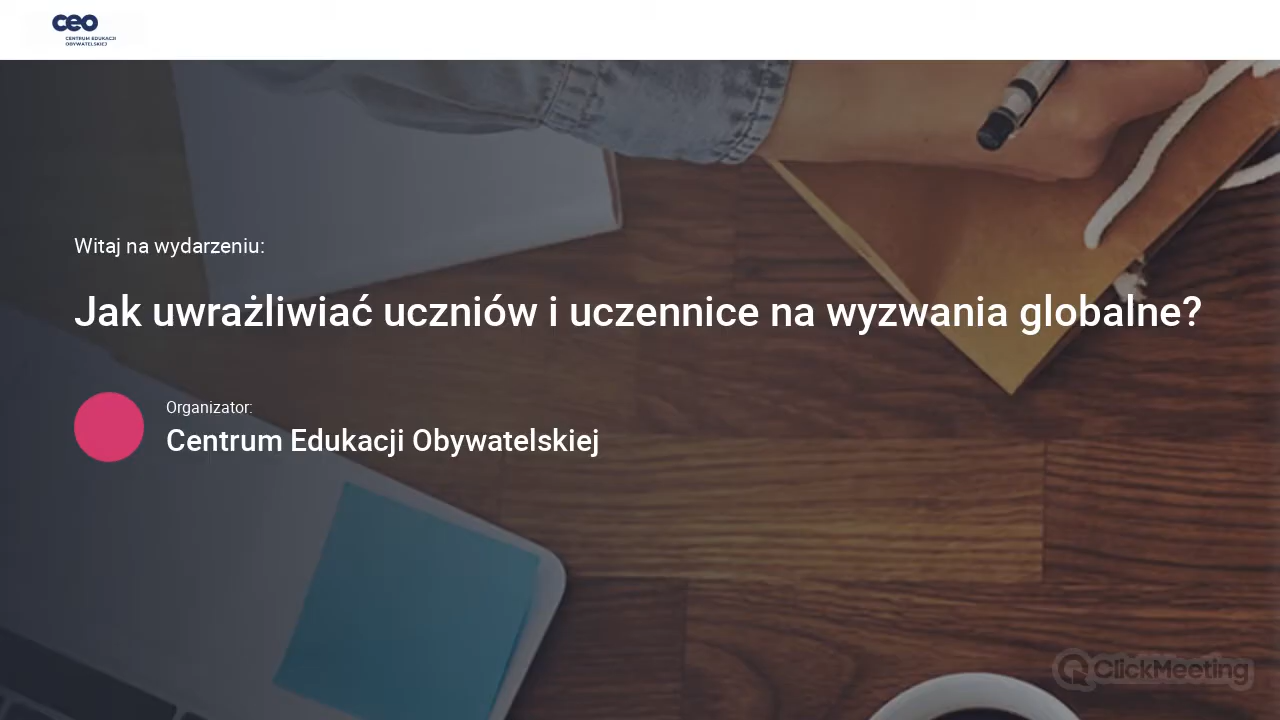 ceo
CENTRUM EDUKACJI
OBYWATELSKIEJ
Witaj na wydarzeniu:
Jak uwrażliwiać uczniów i uczennice na wyzwania globalne?
Organizator:
Centrum Edukacji Obywatelskiej
ClickMeeting